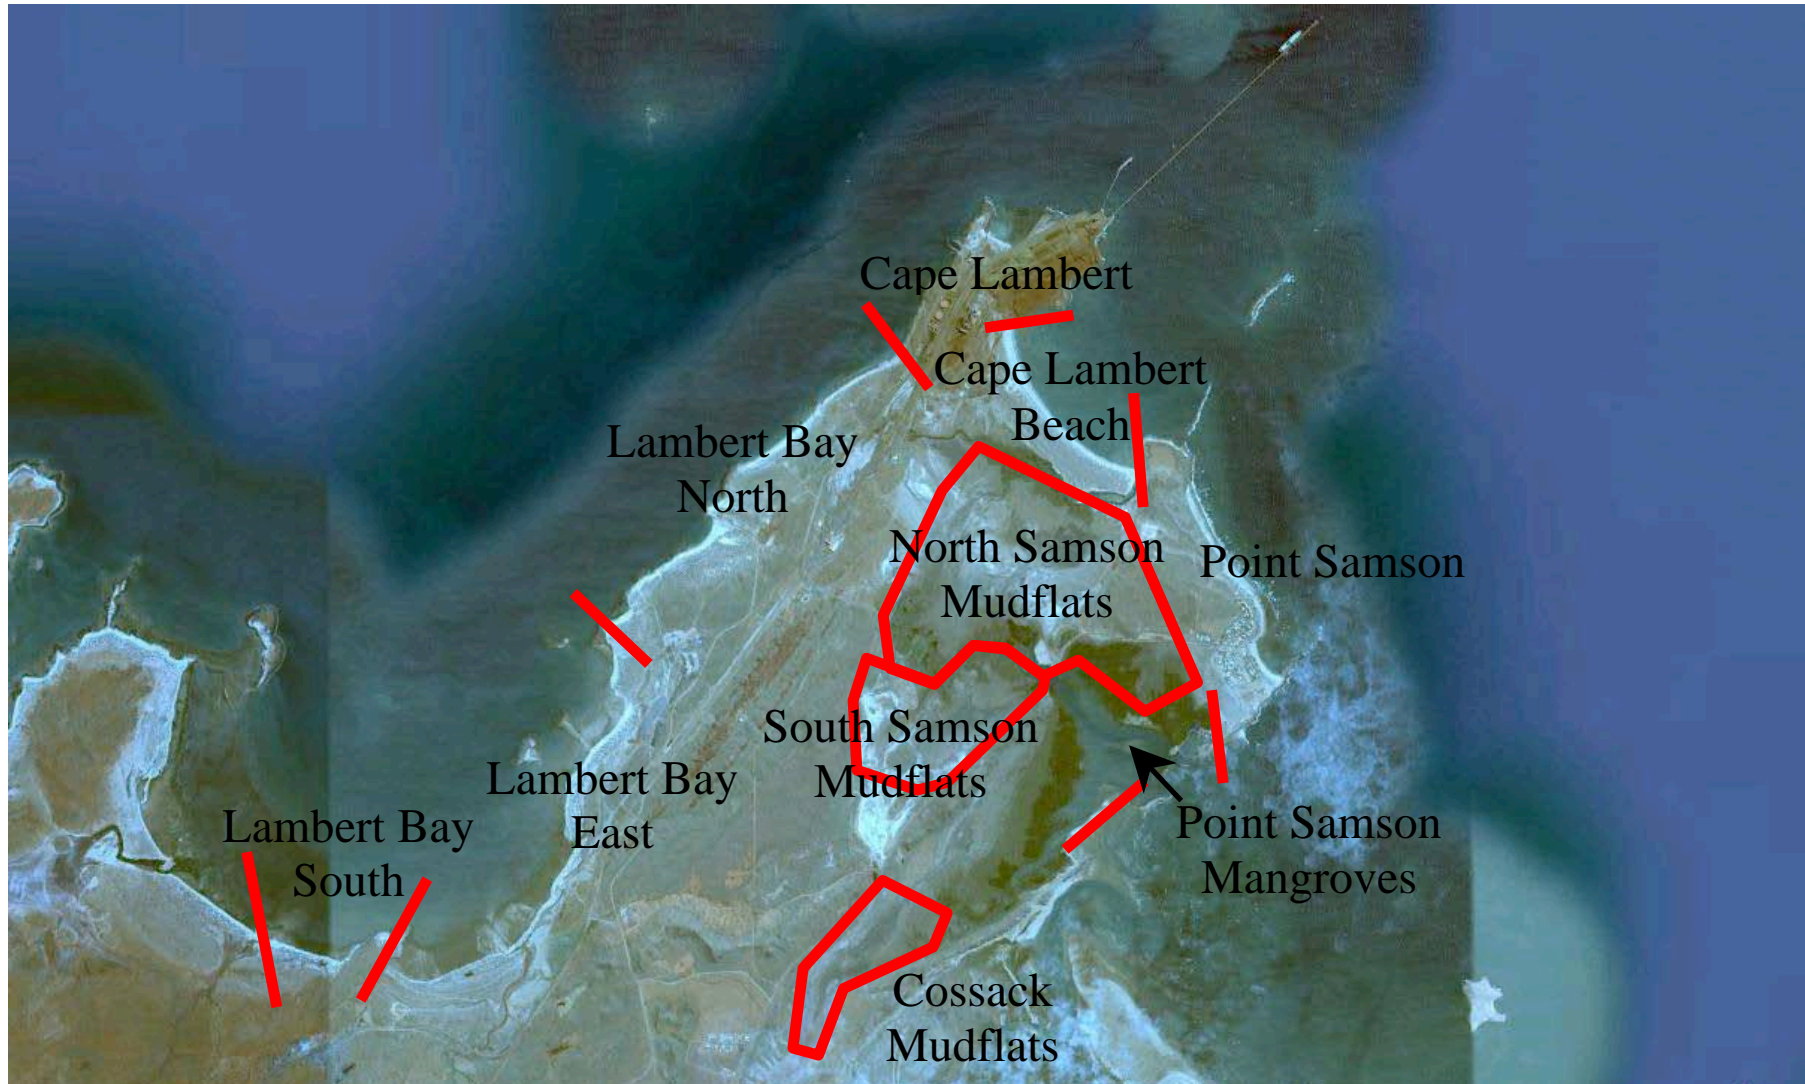 Cape Lambert
Cape Lambert
Beach
Lambert Bay
North
North Samson
Mudflats
Point Samson
South Samson
Mudflats
Lambert Bay
East
Lambert Bay
South
Point Samson
Mangroves
Cossack
Mudflats